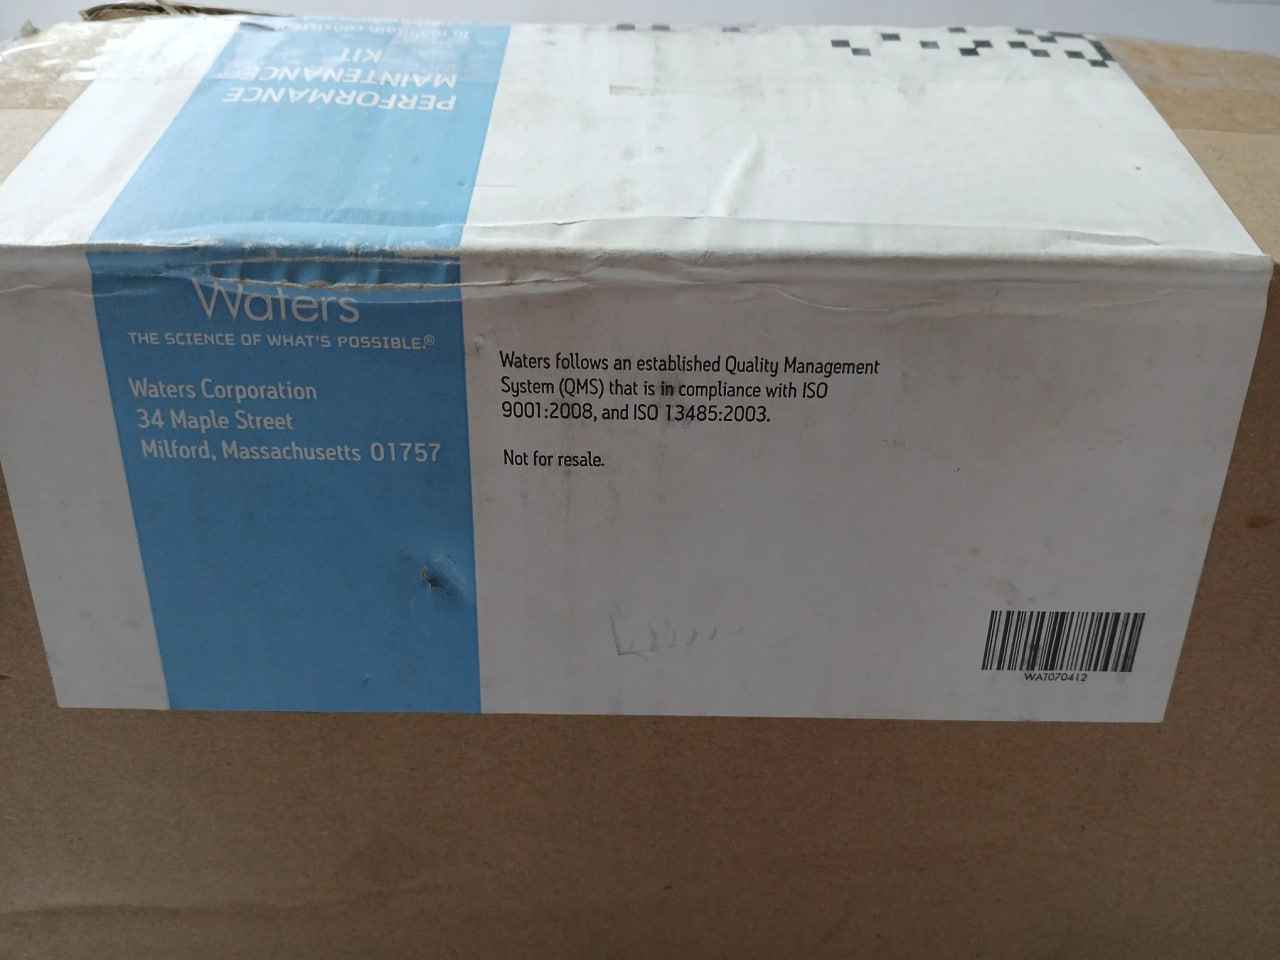 PERFORMANCE
MAINTENANCE
KIT
Waters
THE SCIENCE OF WHAT'S POSSIBLE.®
Waters Corporation
34 Maple Street
Milford, Massachusetts 01757
Waters follows an established Quality Management
System (QMS) that is in compliance with ISO
9001:2008, and ISO 13485:2003.
Not for resale.
WAT070412